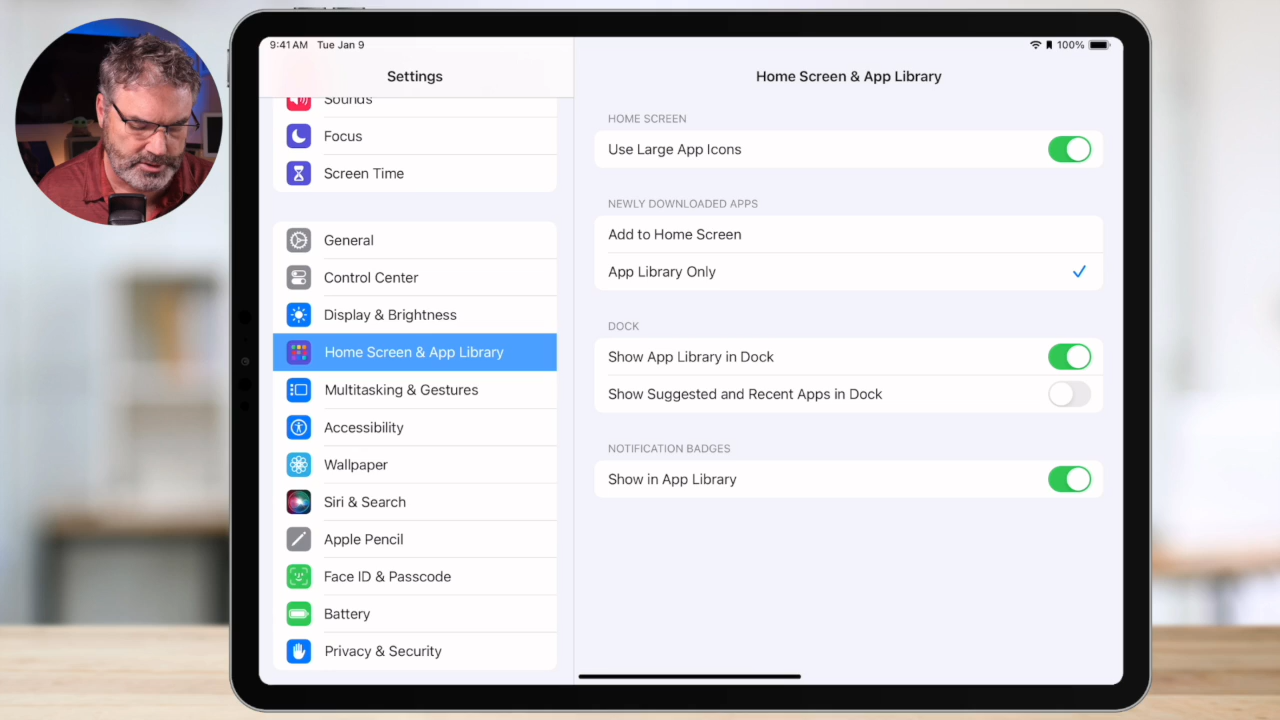 9:41 AM Tue Jan 9
100%
Settings
Sounds
Focus
Screen Time
General
Control Center
Display & Brightness
Home Screen & App Library
Multitasking & Gestures
Accessibility
Wallpaper
Siri & Search
Apple Pencil
Face ID & Passcode
Battery
Privacy & Security
Home Screen & App Library
HOME SCREEN
Use Large App Icons
NEWLY DOWNLOADED APPS
Add to Home Screen
App Library Only
DOCK
Show App Library in Dock
Show Suggested and Recent Apps in Dock
NOTIFICATION BADGES
Show in App Library